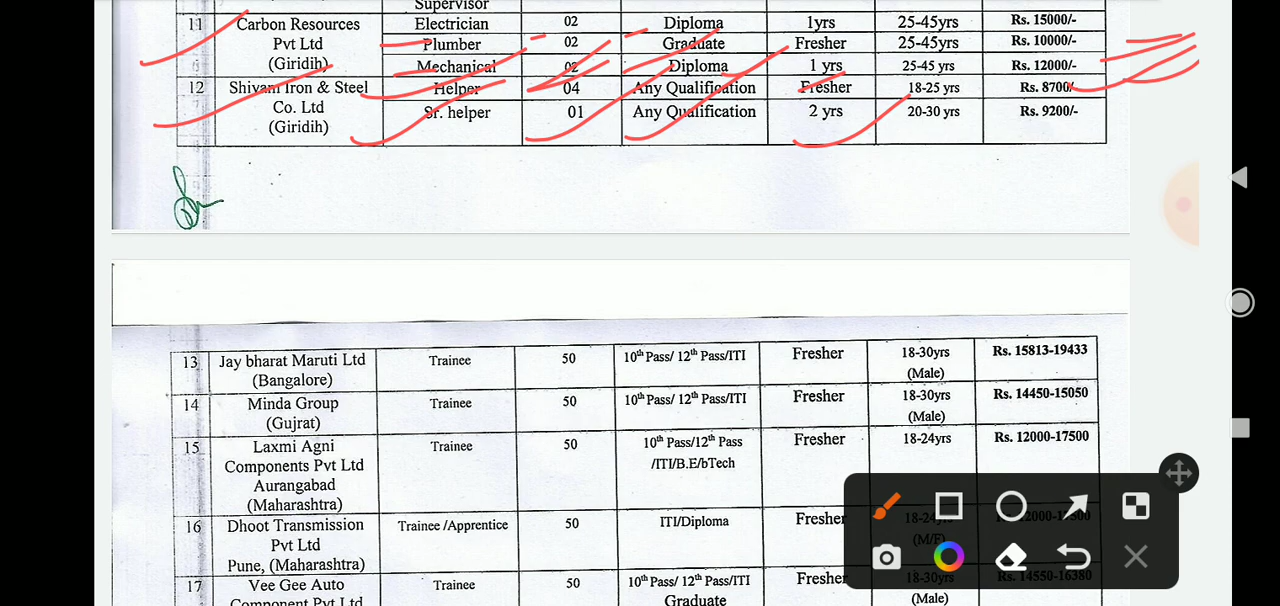 Supervisor
11 Carbon Resources Electrician 02 Diploma 1yrs 25-45yrs Rs. 15000/-
Pvt Ltd Plumber 02 Graduate Fresher 25-45yrs Rs. 10000/-
(Giridih) Mechanical 02 Diploma 1 yrs 25-45 yrs Rs. 12000/-
12 Shivam Iron & Steel Helper 04 Any Qualification Fresher 18-25 yrs Rs. 8700/-
Co. Ltd Sr. helper 01 Any Qualification 2 yrs 20-30 yrs Rs. 9200/-
(Giridih)
13 Jay bharat Maruti Ltd Trainee 50 10th Pass/ 12th Pass/ITI Fresher 18-30yrs Rs. 15813-19433
(Bangalore) (Male)
14 Minda Group Trainee 50 10th Pass/ 12th Pass/ITI Fresher 18-30yrs Rs. 14450-15050
(Gujrat) (Male)
15 Laxmi Agni Trainee 50 10th Pass/12th Pass Fresher 18-24yrs Rs. 12000-17500
Components Pvt Ltd /ITI/B.E/bTech
Aurangabad
(Maharashtra)
16 Dhoot Transmission Trainee /Apprentice 50 ITI/Diploma Fresher 18-24yrs
Pvt Ltd (M/F)
Pune, (Maharashtra)
17 Vee Gee Auto Trainee 50 10th Pass/ 12th Pass/ITI Fresher 18-30yrs Rs. 14550-16380
Component Pvt Ltd Graduate (Male)